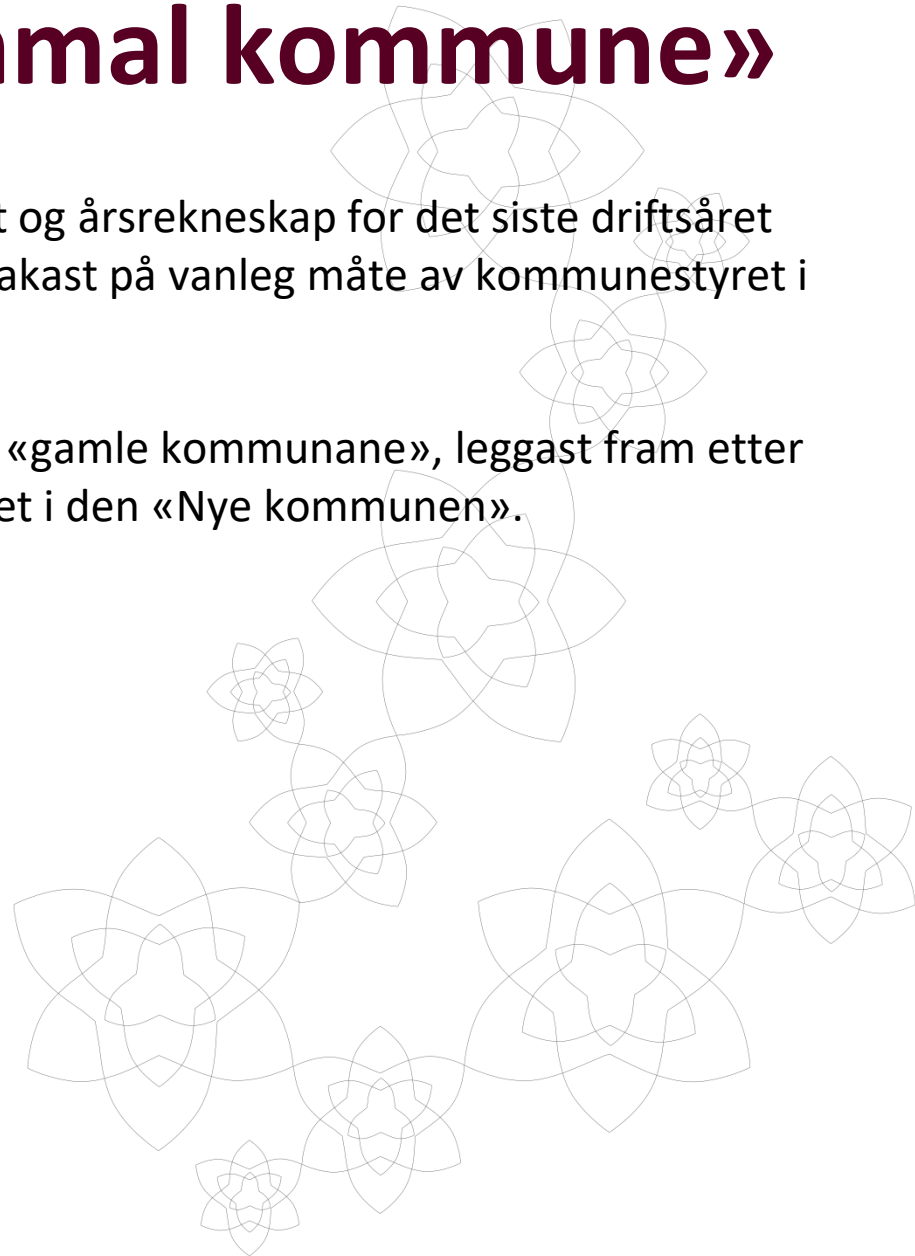 mal kommune»
t og årsrekneskap for det siste driftsåret
akast på vanleg måte av kommunestyret i
«gamle kommunane», leggast fram etter
et i den «Nye kommunen».